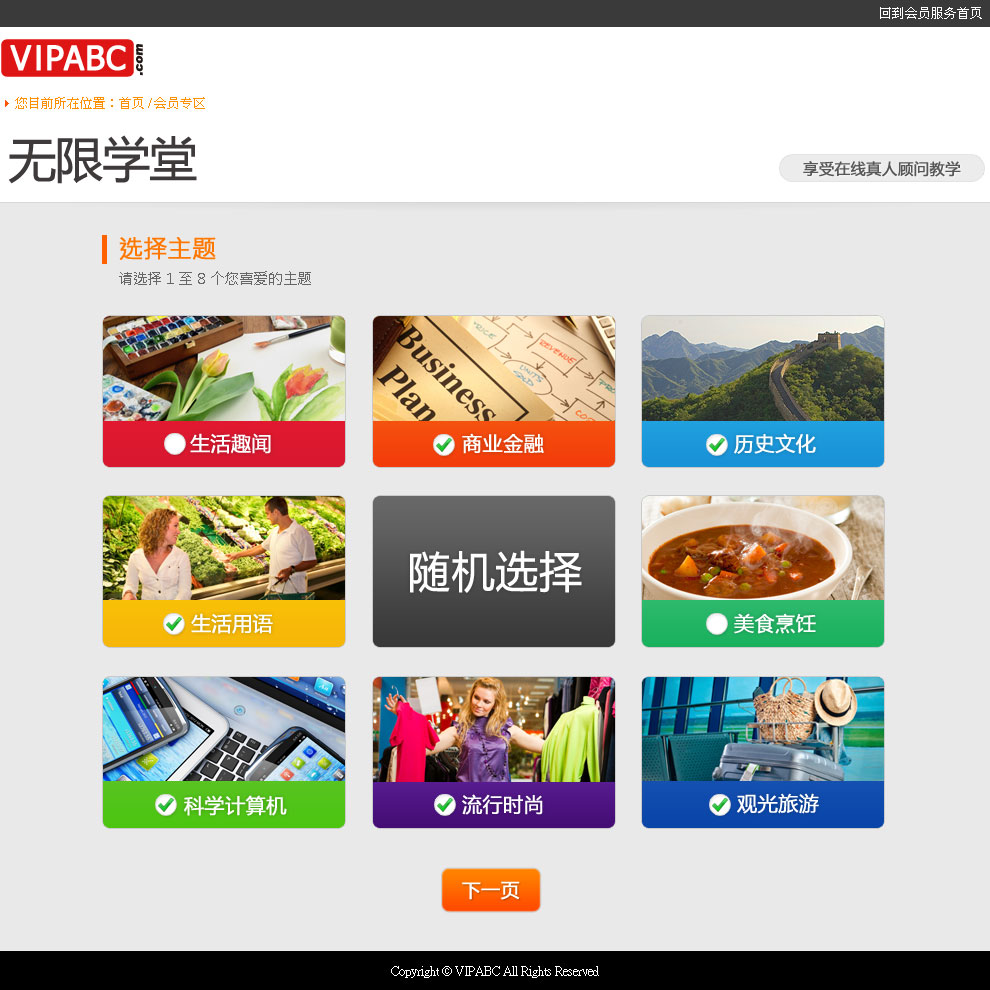 回到会员服务首页
VIPABC.com
您目前所在位置：首页 / 会员专区
无限学堂
享受在线真人顾问教学
选择主题
请选择 1 至 8 个您喜爱的主题
Business
Plan
PRICE
REVENUE
UNITS
SOLD
生活趣闻
商业金融
历史文化
随机选择
生活用语
美食烹饪
科学计算机
流行时尚
观光旅游
下一页
Copyright © VIPABC All Rights Reserved